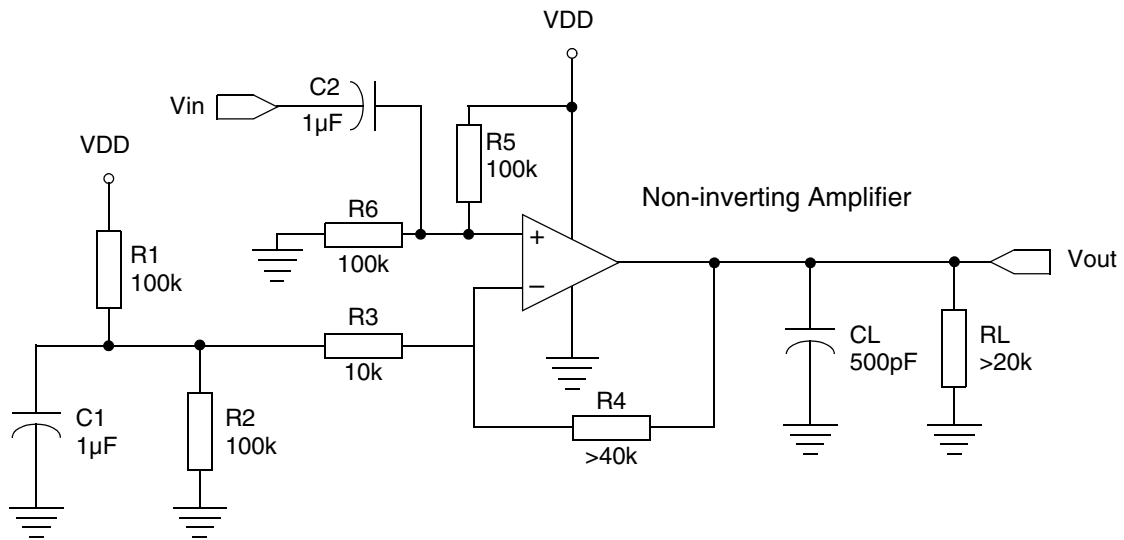 VDD
C2
Vin
1µF
VDD
R5
100k
Non-inverting Amplifier
R6
+
100k
R1
100k
Vout
−
R3
10k
CL
500pF
RL
>20k
R4
>40k
C1
1µF
R2
100k